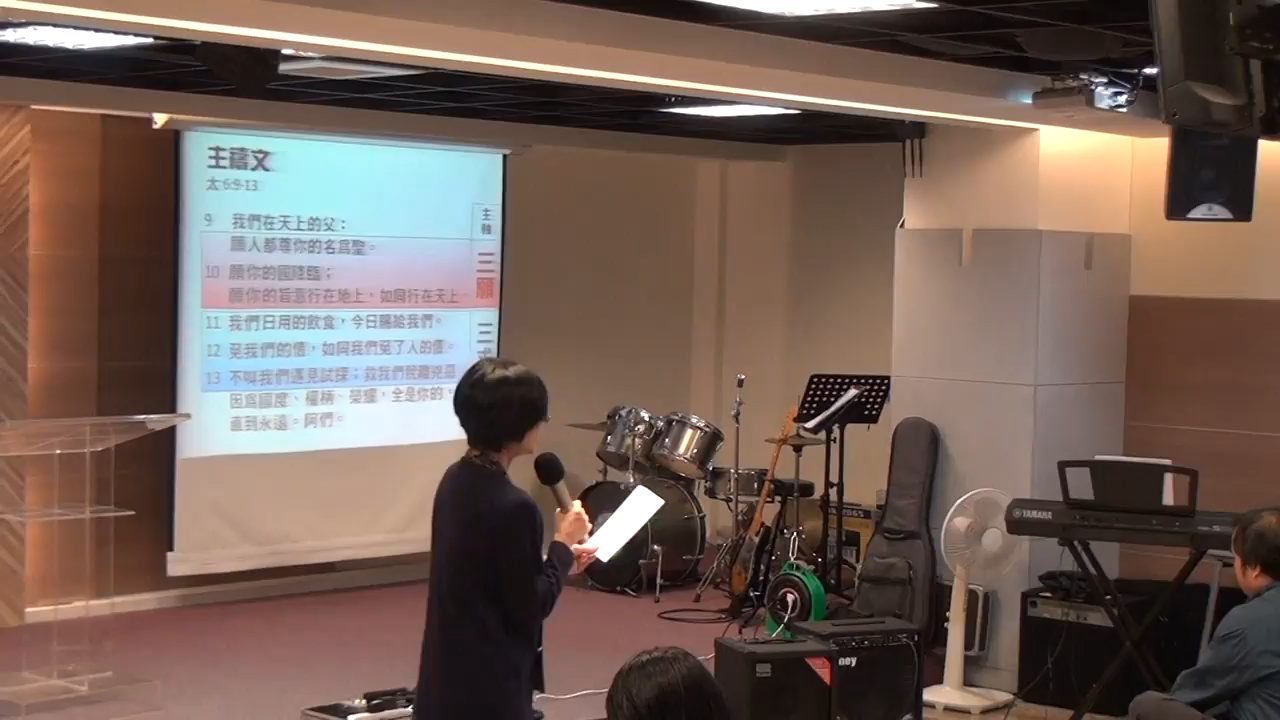 主禱文
太 6:9-13
9 我們在天上的父：
願人都尊你的名為聖。
10 願你的國降臨；
願你的旨意行在地上，如同行在天上
11 我們日用的飲食，今日賜給我們。
12 免我們的債，如同我們免了人的債。
13 不叫我們遇見試探；救我們脫離兇惡
因為國度、權柄、榮耀，全是你的，
直到永遠。阿們。
主軸
三願
三求
YAMAHA